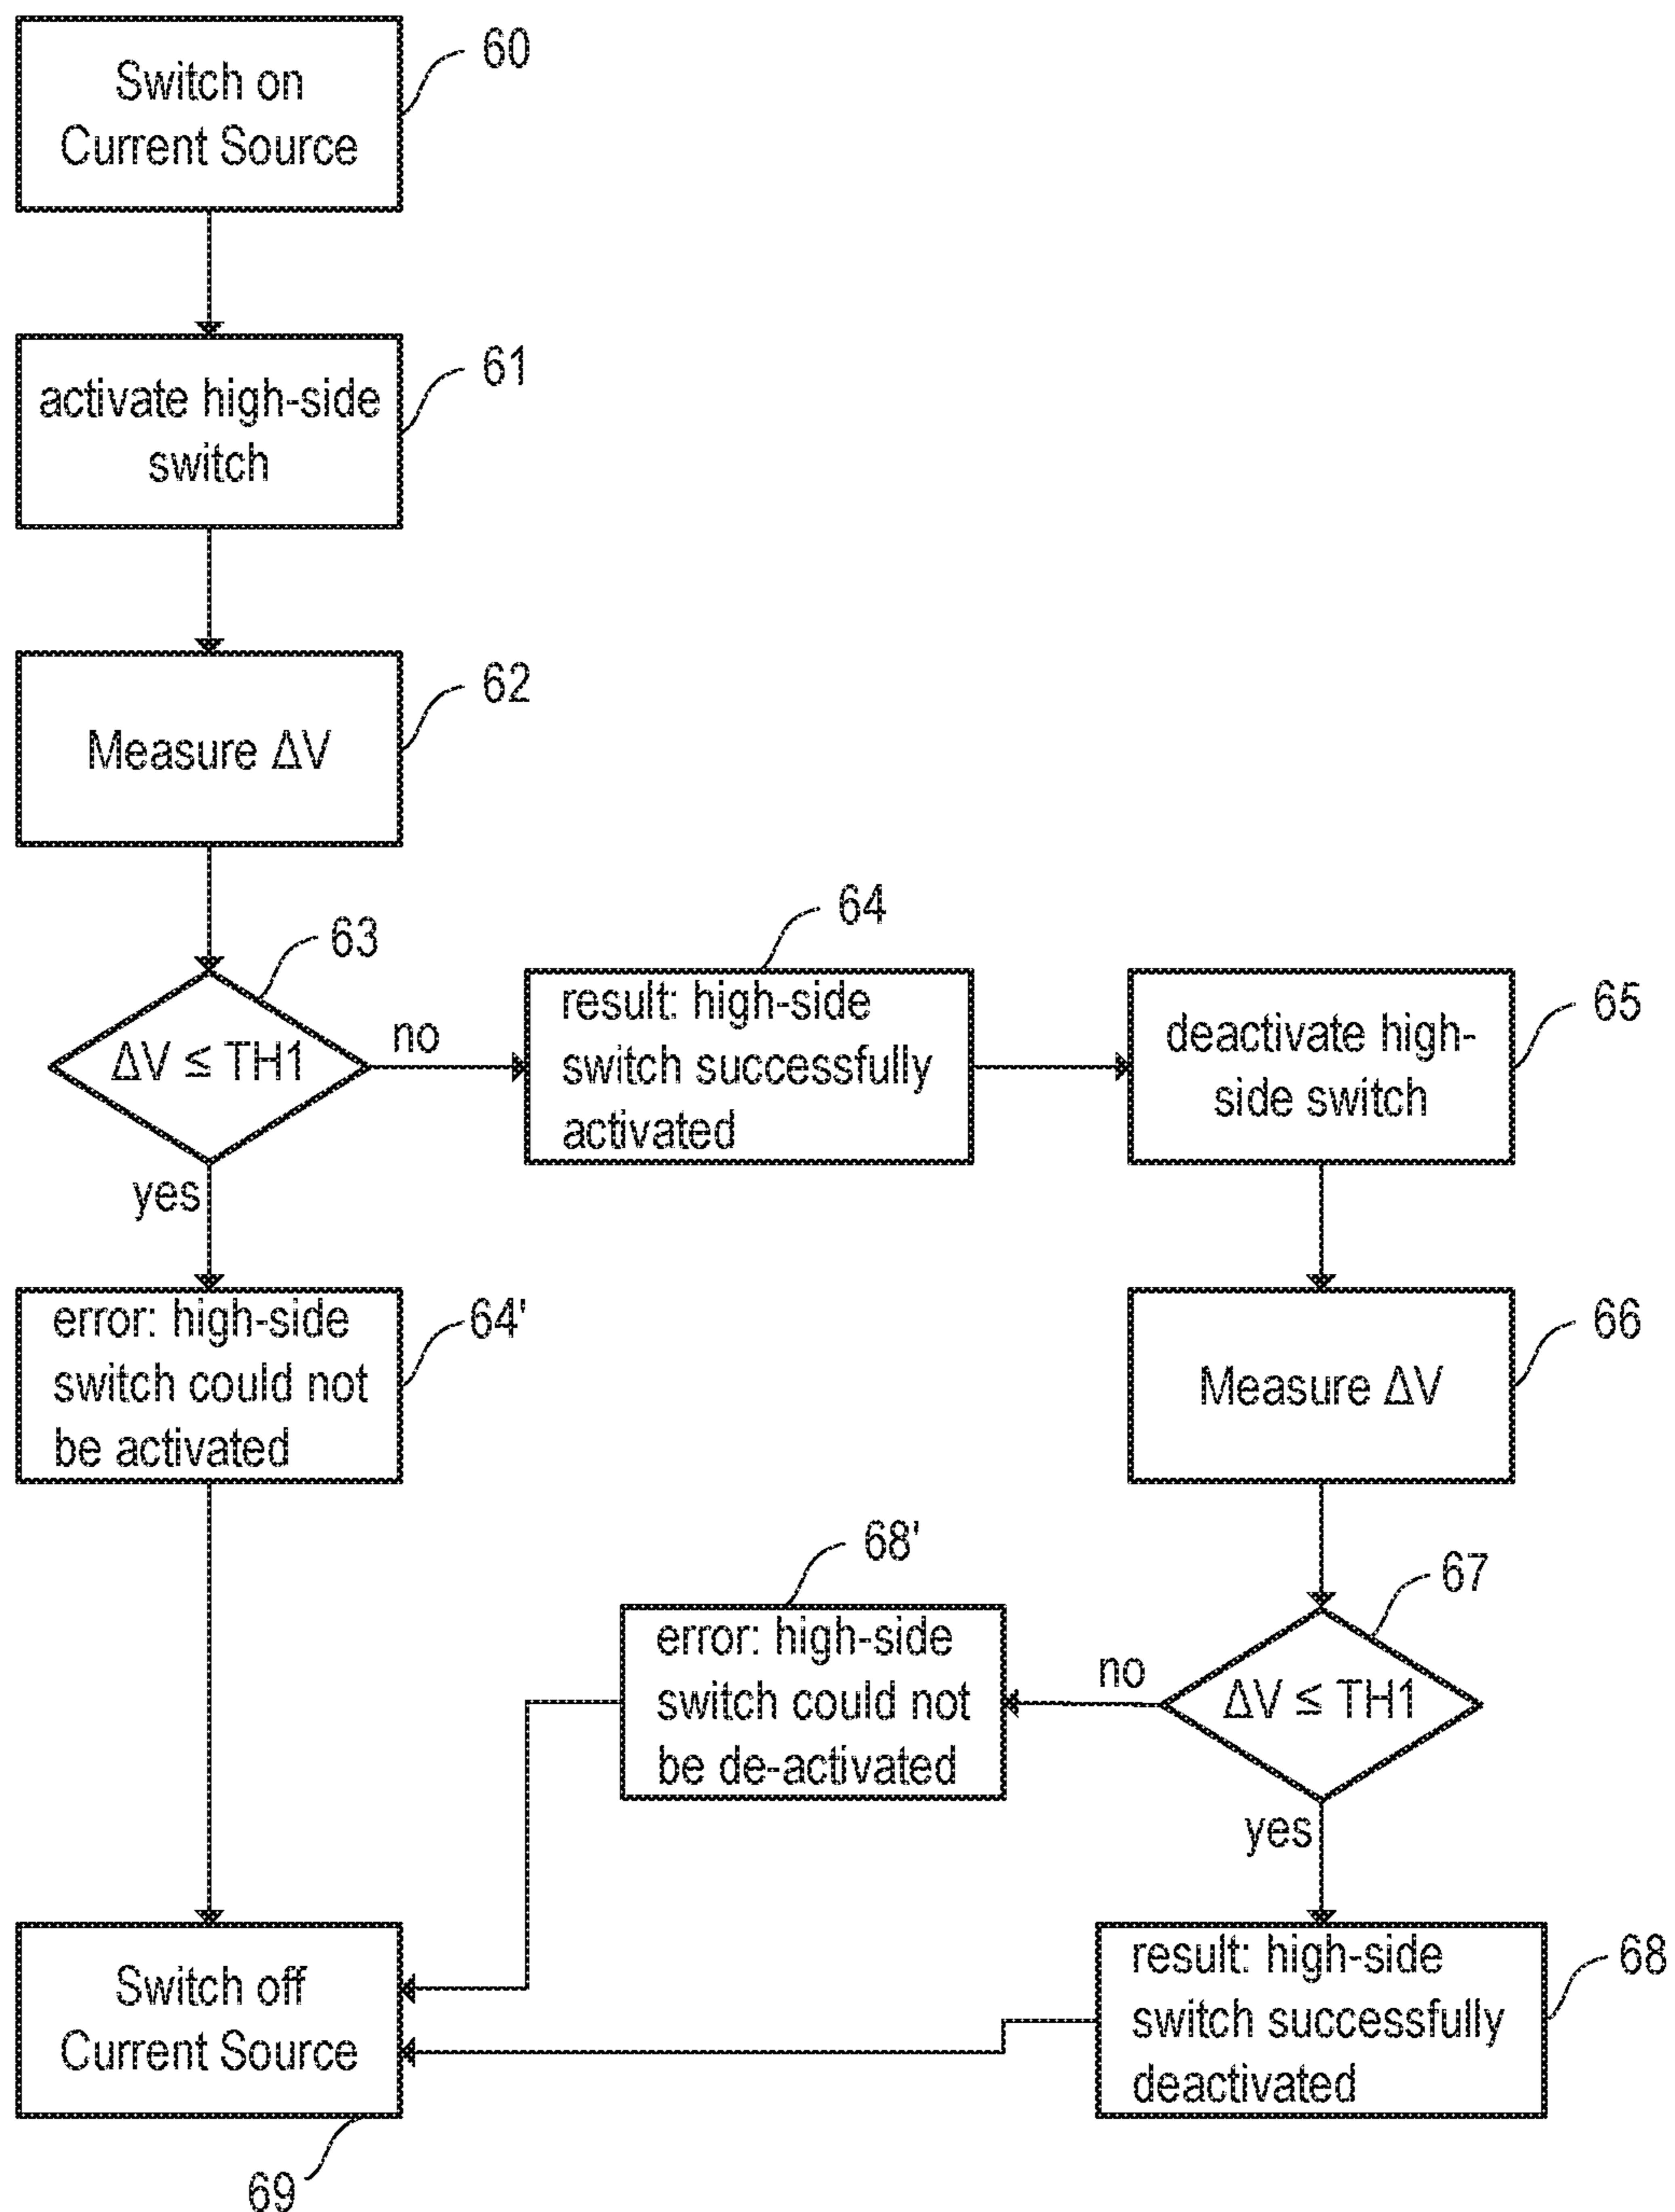 Switch on
Current Source
60
activate high-side
switch
61
Measure ΔV
62
ΔV ≤ TH1
63
no
yes
result: high-side
switch successfully
activated
64
deactivate high-
side switch
65
error: high-side
switch could not
be activated
64'
Measure ΔV
66
ΔV ≤ TH1
67
no
yes
error: high-side
switch could not
be de-activated
68'
result: high-side
switch successfully
deactivated
68
Switch off
Current Source
69